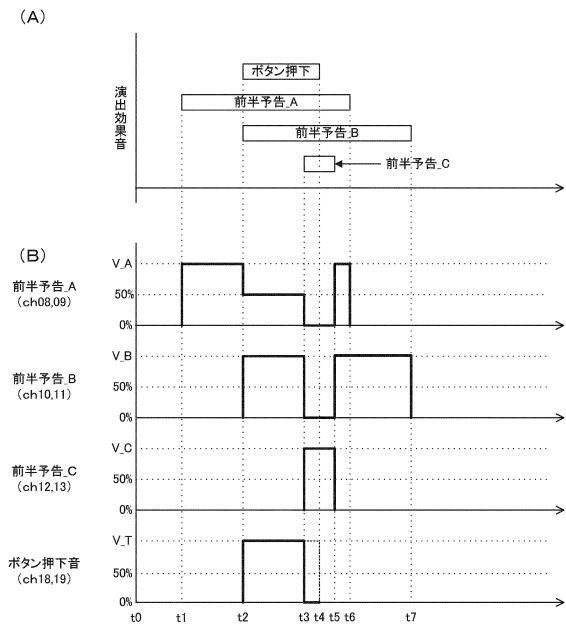 (A)
演出効果音
ボタン押下
前半予告_A
前半予告_B
前半予告_C
(B)
前半予告_A
(ch08,09)
V_A
50%
0%
前半予告_B
(ch10,11)
V_B
50%
0%
前半予告_C
(ch12,13)
V_C
50%
0%
ボタン押下音
(ch18,19)
V_T
50%
0%
t0 t1 t2 t3 t4 t5 t6 t7